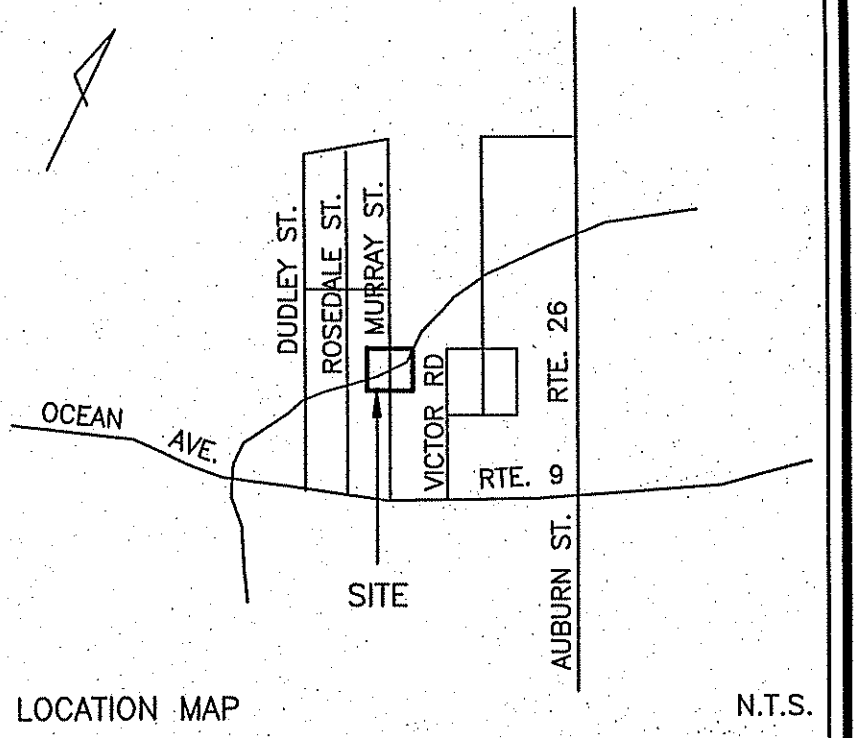 DUDLEY ST.
ROSEDALE ST.
MURRAY ST.
OCEAN AVE.
VICTOR RD
RTE. 26
RTE. 9
AUBURN ST.
SITE
LOCATION MAP
N.T.S.